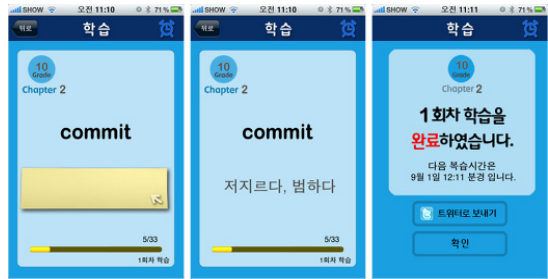 SHOW 오전 11:10 71%
뒤로 학습
10
Grade
Chapter 2
commit
5/33
1회차 학습
SHOW 오전 11:10 71%
뒤로 학습
10
Grade
Chapter 2
commit
저지르다, 범하다
5/33
1회차 학습
SHOW 오전 11:11 71%
학습
10
Grade
Chapter 2
1회차 학습을
완료하였습니다.
다음 복습시간은
9월 1일 12:11 분경 입니다.
트위터로 보내기
확인